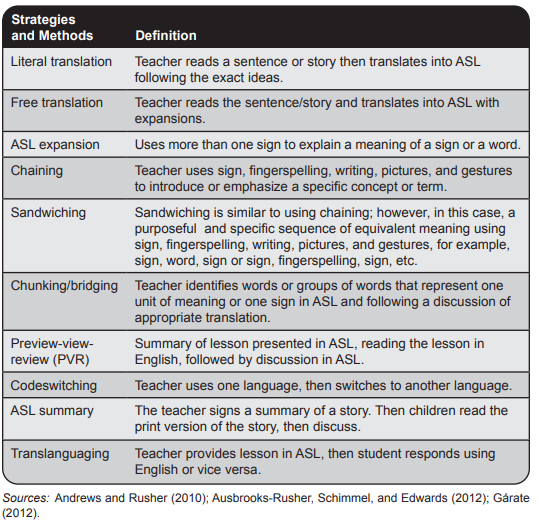 Strategies
and Methods Definition
Literal translation Teacher reads a sentence or story then translates into ASL
following the exact ideas.
Free translation Teacher reads the sentence/story and translates into ASL with
expansions.
ASL expansion Uses more than one sign to explain a meaning of a sign or a word.
Chaining Teacher uses sign, fingerspelling, writing, pictures, and gestures
to introduce or emphasize a specific concept or term.
Sandwiching Sandwiching is similar to using chaining; however, in this case, a
purposeful and specific sequence of equivalent meaning using
sign, fingerspelling, writing, pictures, and gestures, for example,
sign, word, sign or sign, fingerspelling, sign, etc.
Chunking/bridging Teacher identifies words or groups of words that represent one
unit of meaning or one sign in ASL and following a discussion of
appropriate translation.
Preview-view- Summary of lesson presented in ASL, reading the lesson in
review (PVR) English, followed by discussion in ASL.
Codeswitching Teacher uses one language, then switches to another language.
ASL summary The teacher signs a summary of a story. Then children read the
print version of the story, then discuss.
Translanguaging Teacher provides lesson in ASL, then student responds using
English or vice versa.
Sources: Andrews and Rusher (2010); Ausbrooks-Rusher, Schimmel, and Edwards (2012); Gárate
(2012).